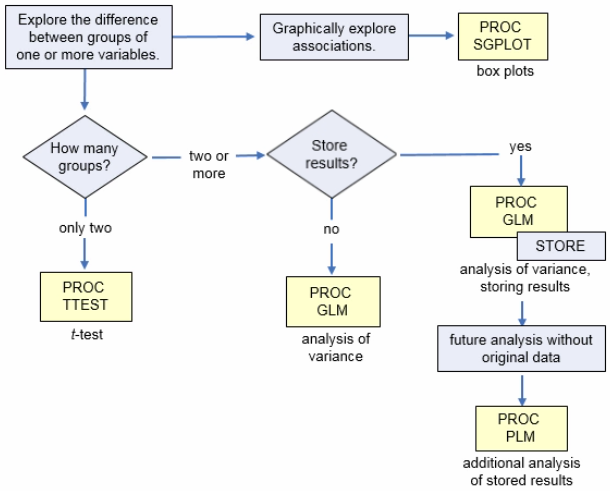 Explore the difference
between groups of
one or more variables.
Graphically explore
associations.
PROC
SGPLOT
box plots
How many
groups?
two or
more
Store
results?
yes
PROC
GLM
STORE
analysis of variance,
storing results
only two
no
PROC
TTEST
t-test
PROC
GLM
analysis of
variance
future analysis without
original data
PROC
PLM
additional analysis
of stored results